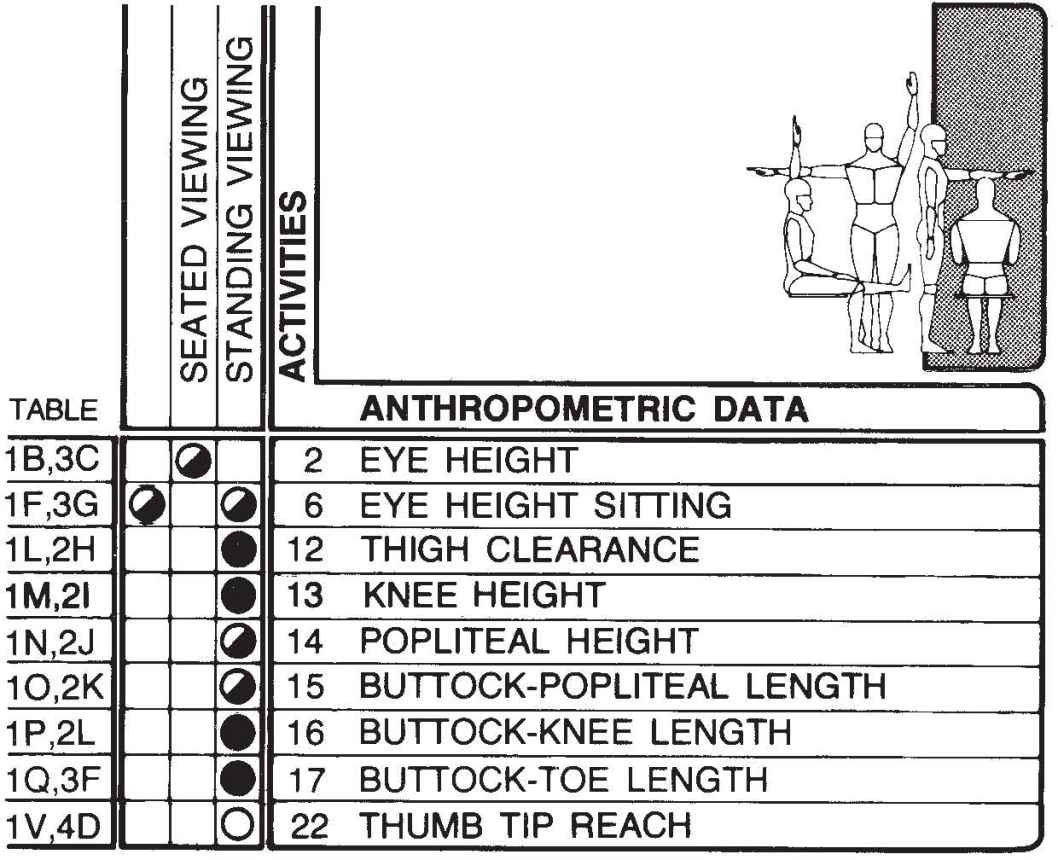 SEATED VIEWING
STANDING VIEWING
ACTIVITIES
TABLE ANTHROPOMETRIC DATA
1B,3C 2 EYE HEIGHT
1F,3G 6 EYE HEIGHT SITTING
1L,2H 12 THIGH CLEARANCE
1M,2I 13 KNEE HEIGHT
1N,2J 14 POPLITEAL HEIGHT
1O,2K 15 BUTTOCK-POPLITEAL LENGTH
1P,2L 16 BUTTOCK-KNEE LENGTH
1Q,3F 17 BUTTOCK-TOE LENGTH
1V,4D 22 THUMB TIP REACH